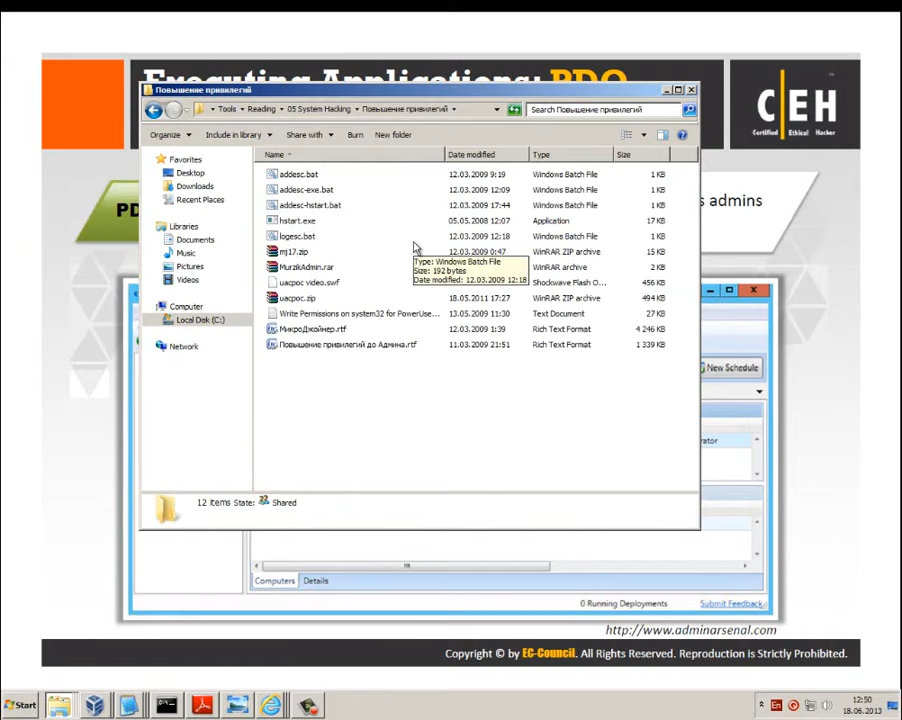 Executing Applications: PDQ
Повышение привилегий
C EH
Certified Ethical Hacker
Tools ▸ Reading ▸ 05 System Hacking ▸ Повышение привилегий
Search Повышение привилегий
Organize Include in library Share with Burn New folder
Name Date modified Type Size
Favorites
Desktop
Downloads
Recent Places
Libraries
Documents
Music
Pictures
Videos
Computer
Local Disk (C:)
Network
addesc.bat 12.03.2009 9:19 Windows Batch File 1 KB
addesc-exe.bat 12.03.2009 12:09 Windows Batch File 1 KB
addesc-hstart.bat 12.03.2009 17:44 Windows Batch File 1 KB
hstart.exe 05.05.2008 12:07 Application 17 KB
logesc.bat 12.03.2009 12:18 Windows Batch File 1 KB
mj17.zip 12.03.2009 0:47 WinRAR ZIP archive 15 KB
MurzikAdmin.rar WinRAR archive 2 KB
uacpoc video.swf Shockwave Flash O... 456 KB
uacpoc.zip 18.05.2011 17:27 WinRAR ZIP archive 494 KB
Write Permissions on system32 for PowerUse... 13.05.2009 11:30 Text Document 27 KB
МикроДжойнер.rtf 12.03.2009 1:39 Rich Text Format 4 246 KB
Повышение привилегий до Админа.rtf 11.03.2009 21:51 Rich Text Format 1 339 KB
Type: Windows Batch File
Size: 192 bytes
Date modified: 12.03.2009 12:18
12 items State: Shared
PD
s admins
New Schedule
rator
Computers Details
0 Running Deployments Submit Feedback
http://www.adminarsenal.com
Copyright © by EC-Council. All Rights Reserved. Reproduction is Strictly Prohibited.
Start
En
12:50
18.06.2013